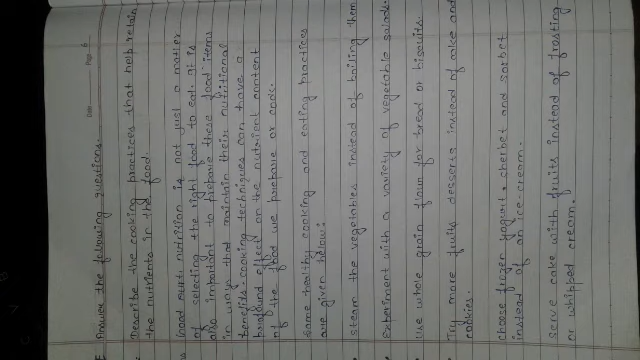 Date Page 6
E Answer the following questions.
• Describe the cooking practices that help retain
the nutrients in the food.
s Good nutrition is not just a matter
of selecting the right food to eat. It is
also important to prepare these food items
in ways that maintain their nutritional
benefits. cooking techniques can have a
profound effect on the nutrient content
of the food we prepare or cook.
Some healthy cooking and eating practices
are given below:
• steam the vegetables instead of boiling them
• Experiment with a variety of vegetable salads.
• Use whole grain flour for bread or biscuits.
• Try more fruits desserts instead of cake and
cookies.
• choose frozen yogurt, cherbet and sorbet
instead of an ice-cream.
• serve cake with fruits instead of frosting
or whipped cream.